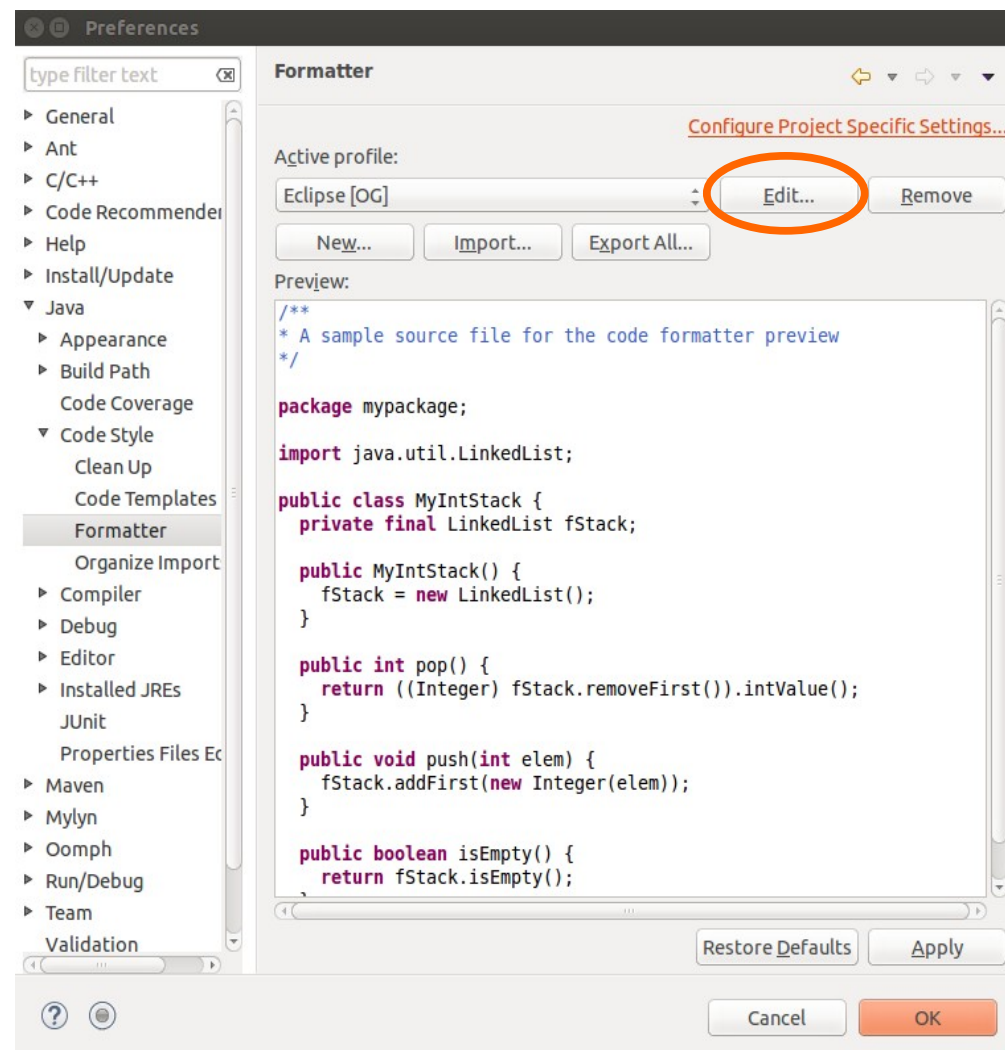 Preferences
type filter text
General
Ant
C/C++
Code Recommender
Help
Install/Update
Java
Appearance
Build Path
Code Coverage
Code Style
Clean Up
Code Templates
Formatter
Organize Import
Compiler
Debug
Editor
Installed JREs
JUnit
Properties Files Ec
Maven
Mylyn
Oomph
Run/Debug
Team
Validation
Formatter
Configure Project Specific Settings...
Active profile:
Eclipse [OG] Edit... Remove
New... Import... Export All...
Preview:
/**
* A sample source file for the code formatter preview
*/
package mypackage;
import java.util.LinkedList;
public class MyIntStack {
private final LinkedList fStack;
public MyIntStack() {
fStack = new LinkedList();
}
public int pop() {
return ((Integer) fStack.removeFirst()).intValue();
}
public void push(int elem) {
fStack.addFirst(new Integer(elem));
}
public boolean isEmpty() {
return fStack.isEmpty();
Restore Defaults Apply
? Cancel OK